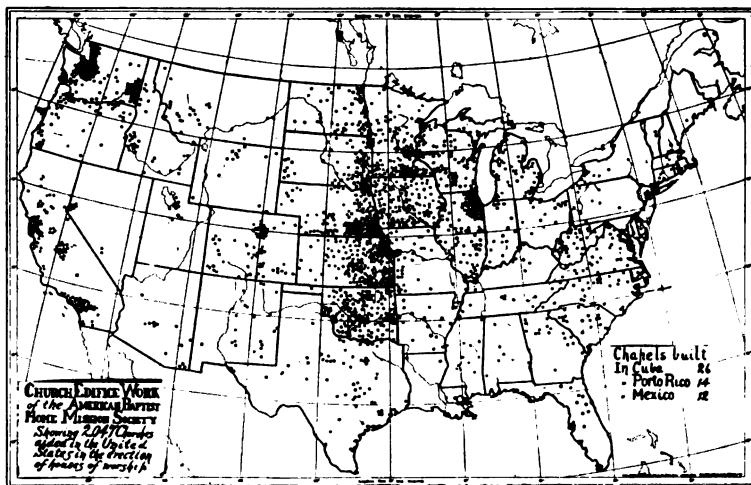 CHURCH EDIFICE WORK
of the AMERICAN BAPTIST
HOME MISSION SOCIETY
Showing 2,047 Churches
aided in the United
States in the erection
of houses of worship
Chapels built
In Cuba 26
" Porto Rico 14
" Mexico 12